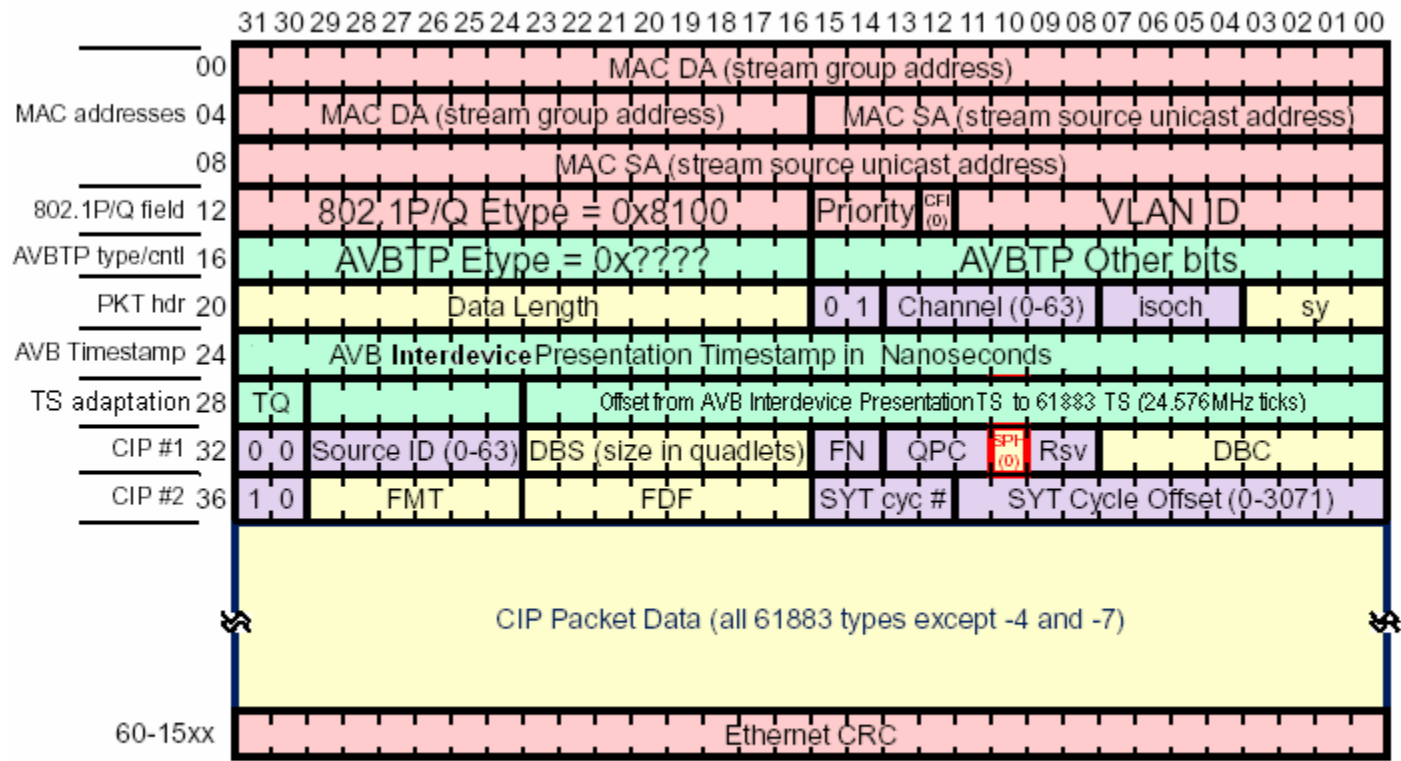 31 30 29 28 27 26 25 24 23 22 21 20 19 18 17 16 15 14 13 12 11 10 09 08 07 06 05 04 03 02 01 00
00 MAC DA (stream group address)
MAC addresses 04 MAC DA (stream group address) MAC SA (stream source unicast address)
08 MAC SA (stream source unicast address)
802.1P/Q field 12 802.1P/Q Etype = 0x8100 Priority CFI (0) VLAN ID
AVBTP type/cntl 16 AVBTP Etype = 0x???? AVBTP Other bits
PKT hdr 20 Data Length 0 1 Channel (0-63) isoch sy
AVB Timestamp 24 AVB Interdevice Presentation Timestamp in Nanoseconds
TS adaptation 28 TQ Offset from AVB Interdevice Presentation TS to 61883 TS (24.576MHz ticks)
CIP #1 32 0 0 Source ID (0-63) DBS (size in quadlets) FN QPC SPH (0) Rsv DBC
CIP #2 36 1 0 FMT FDF SYT cyc # SYT Cycle Offset (0-3071)
CIP Packet Data (all 61883 types except -4 and -7)
60-15xx Ethernet CRC